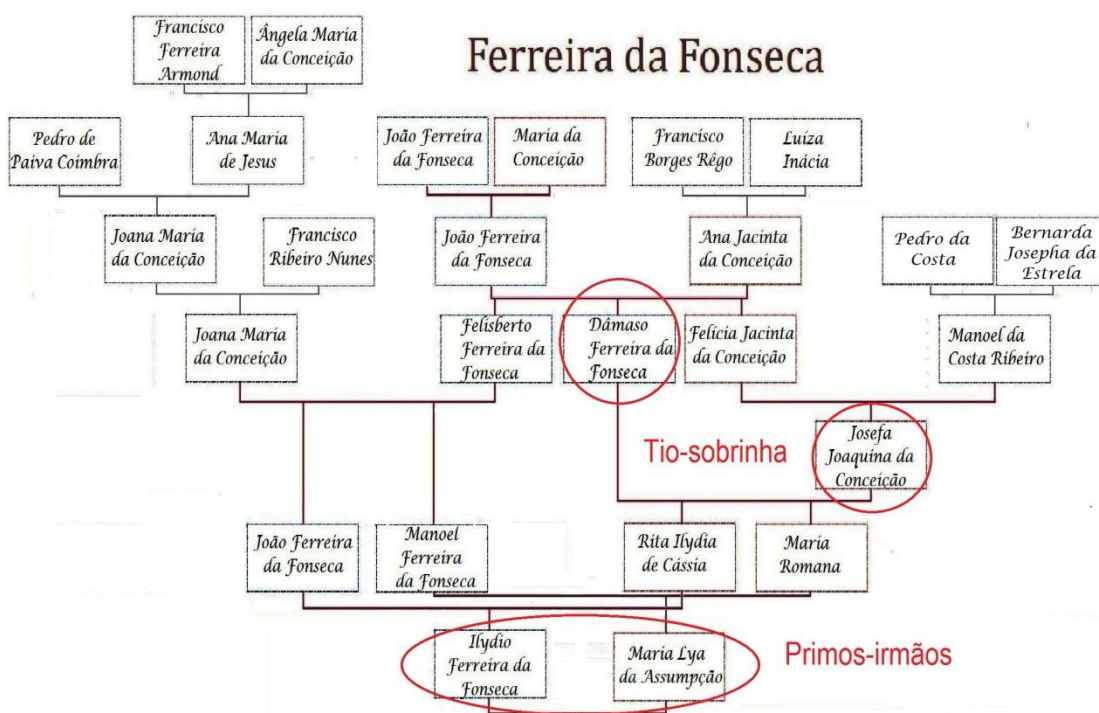 Francisco
Ferreira
Armond
Ângela Maria
da Conceição
Ferreira da Fonseca
Pedro de
Paiva Coimbra
Ana Maria
de Jesus
João Ferreira
da Fonseca
Maria da
Conceição
Francisco
Borges Rêgo
Luíza
Inácia
Joana Maria
da Conceição
Francisco
Ribeiro Nunes
João Ferreira
da Fonseca
Ana Jacinta
da Conceição
Pedro da
Costa
Bernarda
Josepha da
Estrela
Joana Maria
da Conceição
Felisberto
Ferreira da
Fonseca
Dâmaso
Ferreira da
Fonseca
Felícia Jacinta
da Conceição
Manoel da
Costa Ribeiro
Tio-sobrinha
Josefa
Joaquina da
Conceição
João Ferreira
da Fonseca
Manoel
Ferreira
da Fonseca
Rita Ilydia
de Cássia
Maria
Romana
Ilydio
Ferreira da
Fonseca
Maria Lya
da Assumpção
Primos-irmãos